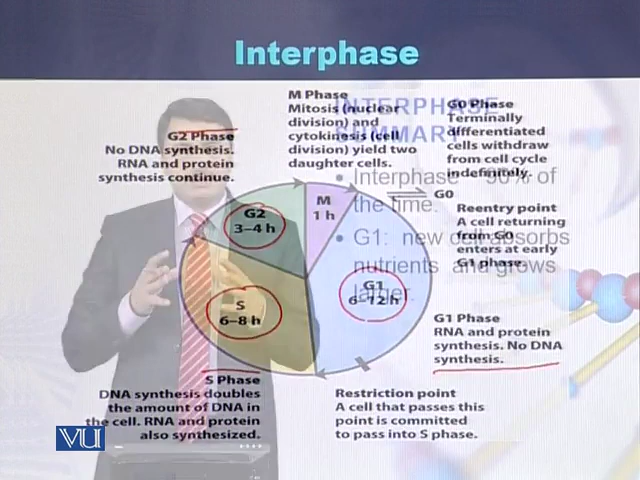 Interphase
M Phase
Mitosis (nuclear
division) and
cytokinesis (cell
division) yield two
daughter cells.
G0 Phase
Terminally
differentiated
cells withdraw
from cell cycle
indefinitely.
G2 Phase
No DNA synthesis.
RNA and protein
synthesis continue.
INTERPHASE
SUMMARY
• Interphase 90% of
the time.
• G1: new cell absorbs
nutrients and grows
larger.
G0
Reentry point
A cell returning
from G0
enters at early
G1 phase.
M
1 h
G2
3–4 h
G1
6–12 h
S
6–8 h
G1 Phase
RNA and protein
synthesis. No DNA
synthesis.
S Phase
DNA synthesis doubles
the amount of DNA in
the cell. RNA and protein
also synthesized.
Restriction point
A cell that passes this
point is committed
to pass into S phase.
VU